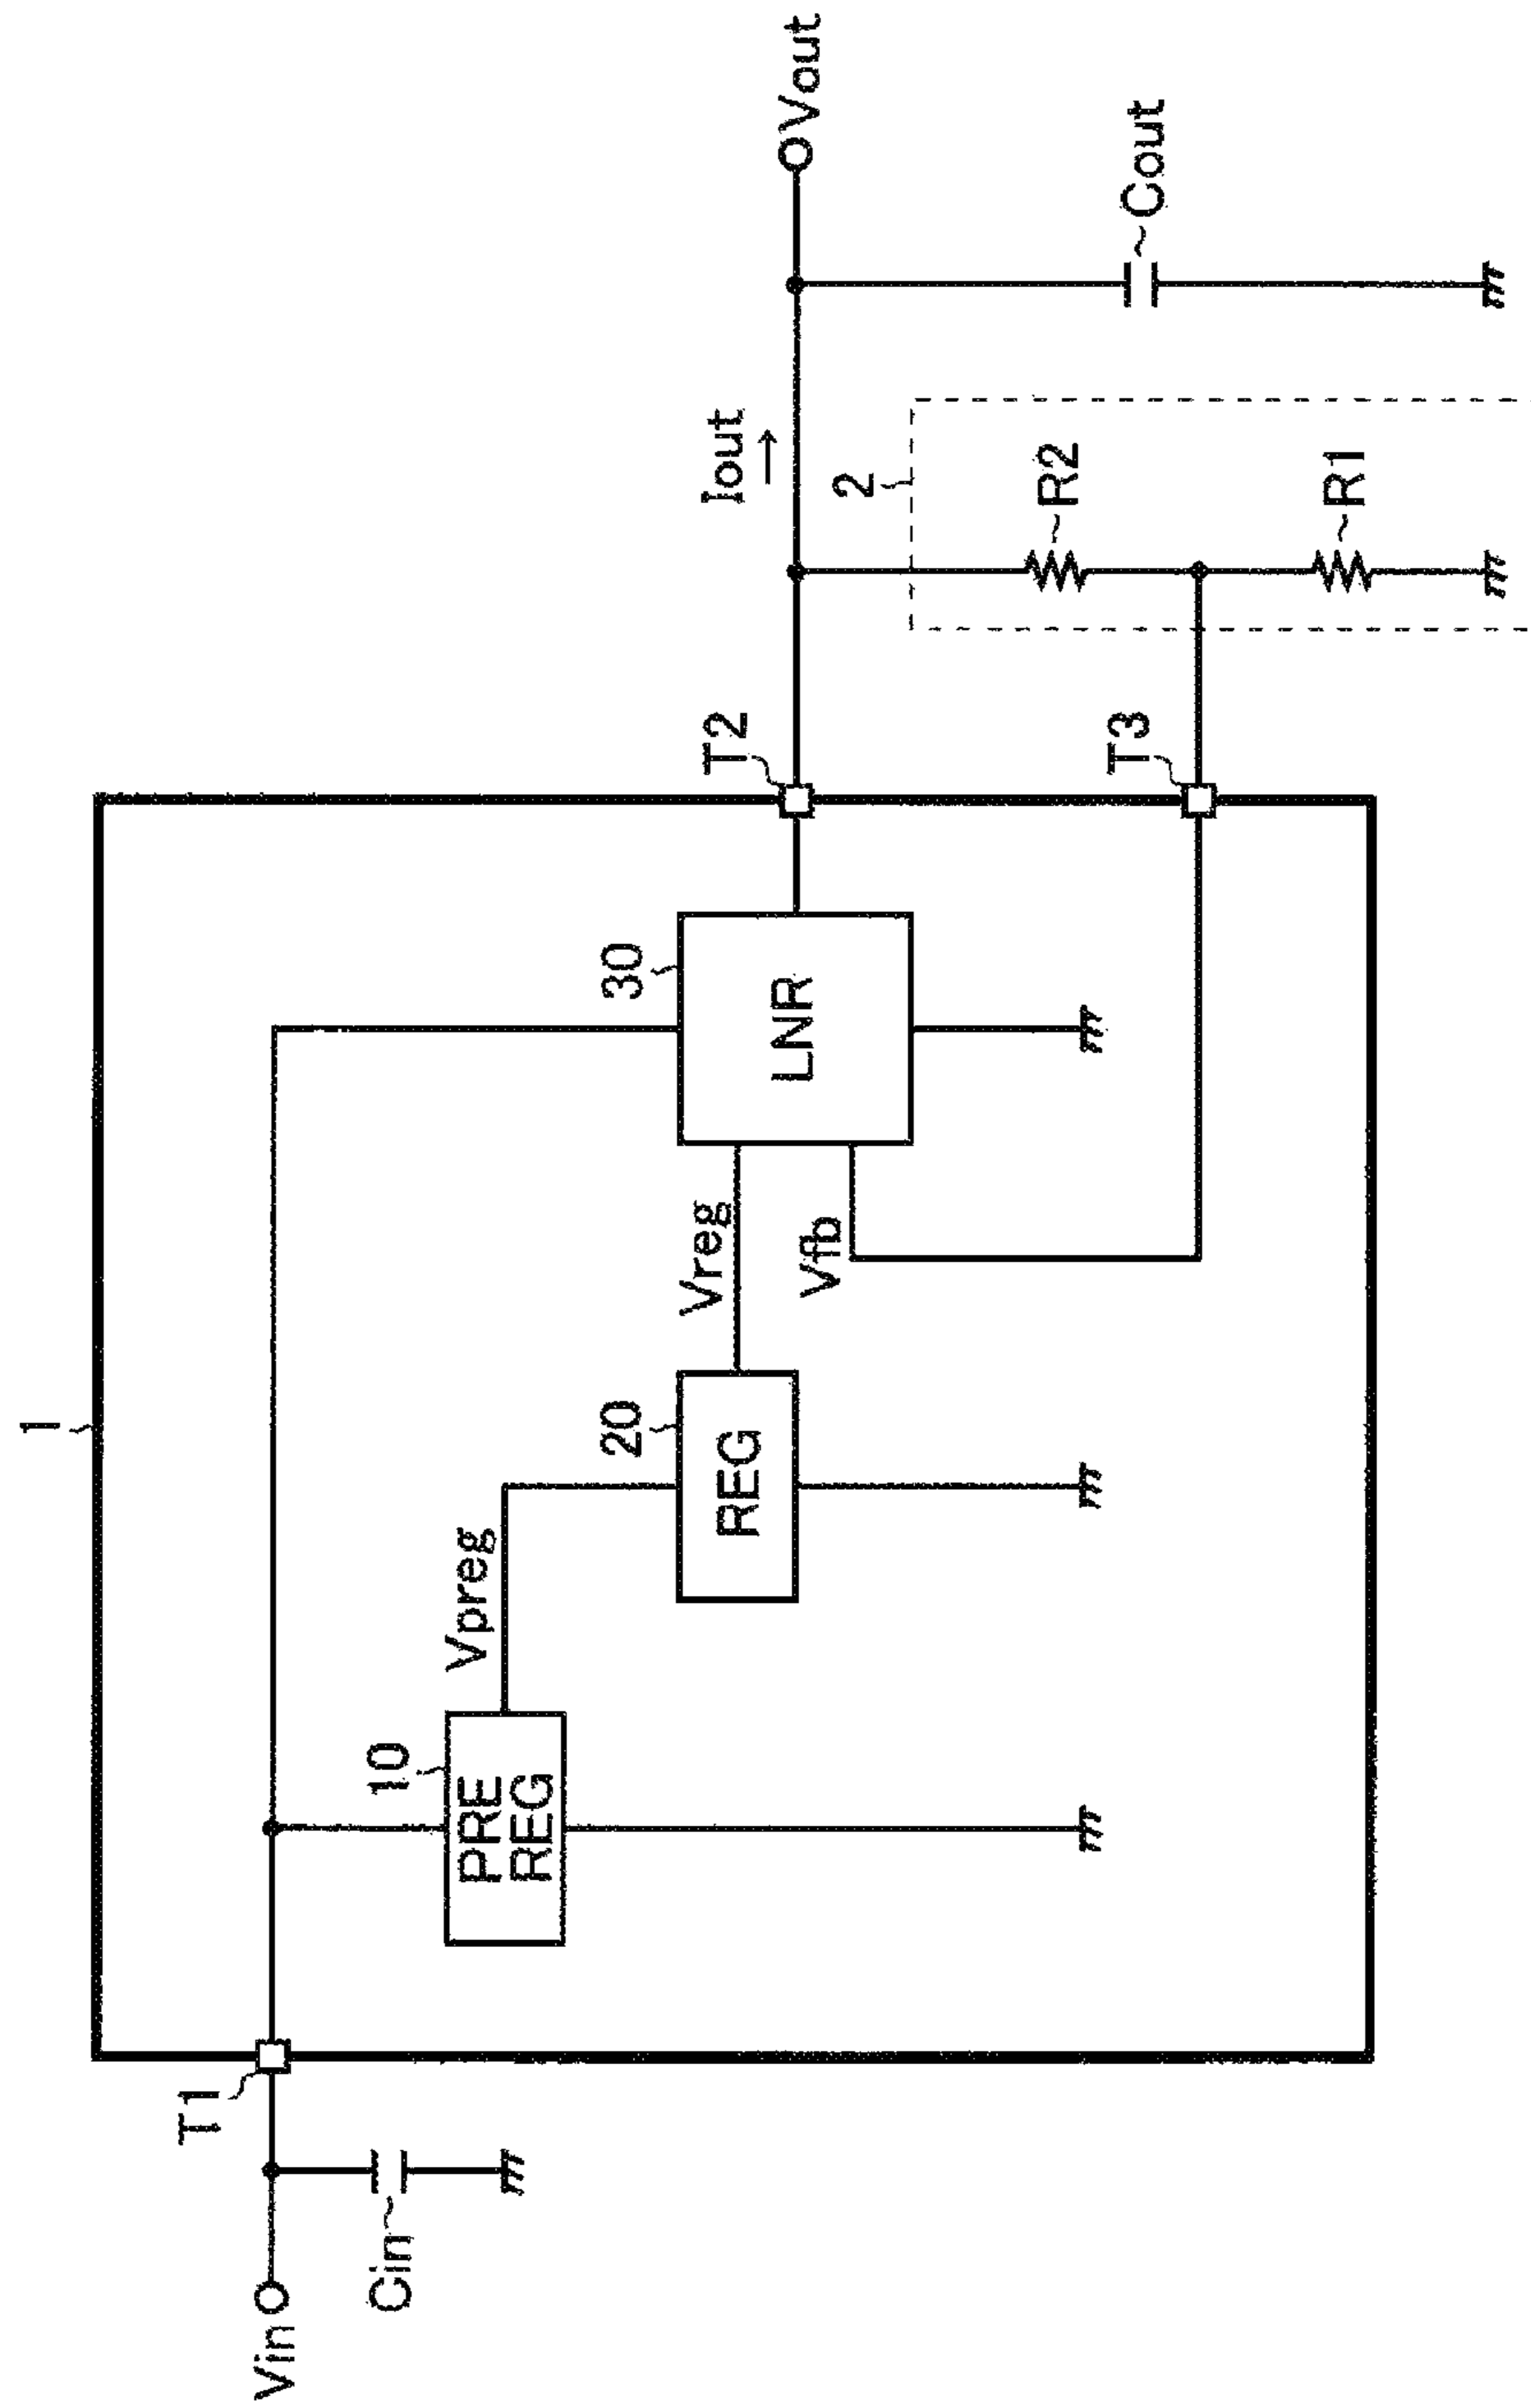 1
Vin
Cin
T1
10
PRE
REG
Vpreg
20
REG
Vreg
Vfb
30
LNR
T2
T3
Iout
2
R2
R1
Vout
Cout